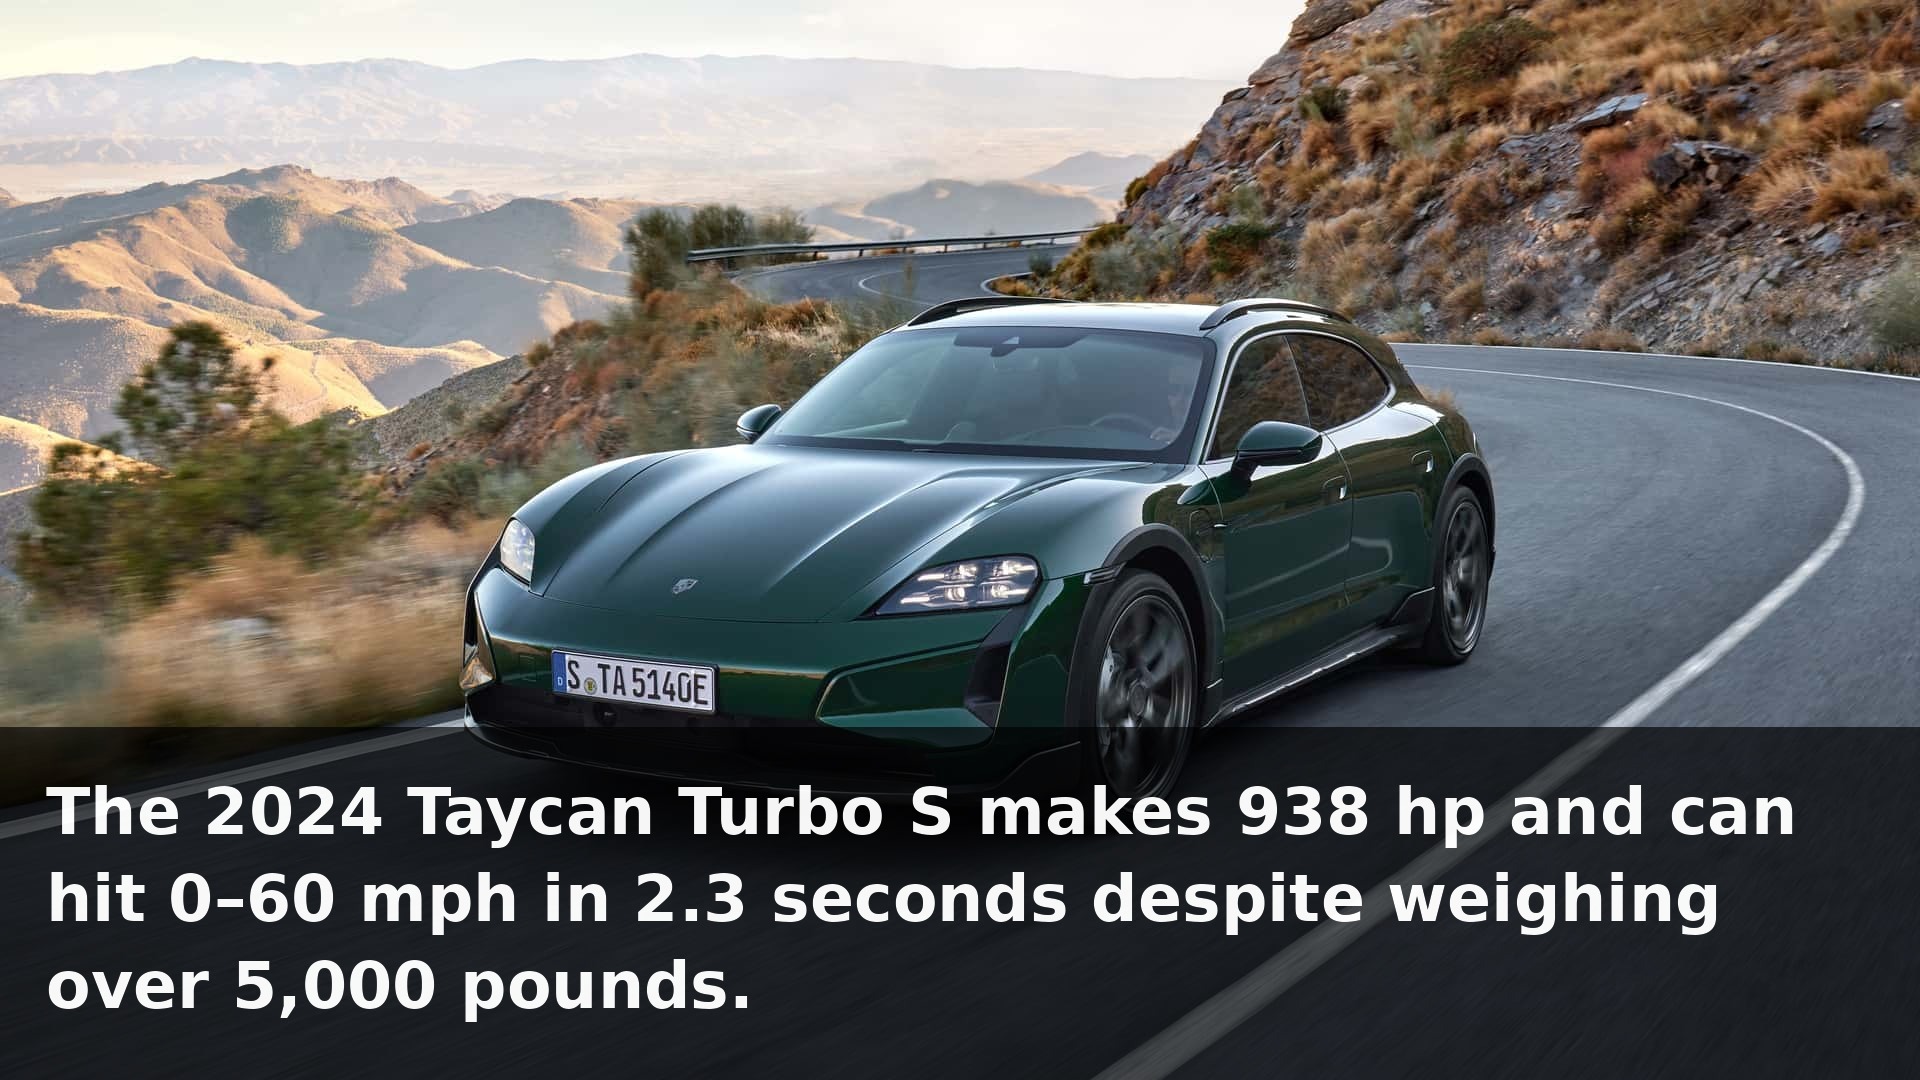 S TA 5140E
D
The 2024 Taycan Turbo S makes 938 hp and can
hit 0–60 mph in 2.3 seconds despite weighing
over 5,000 pounds.